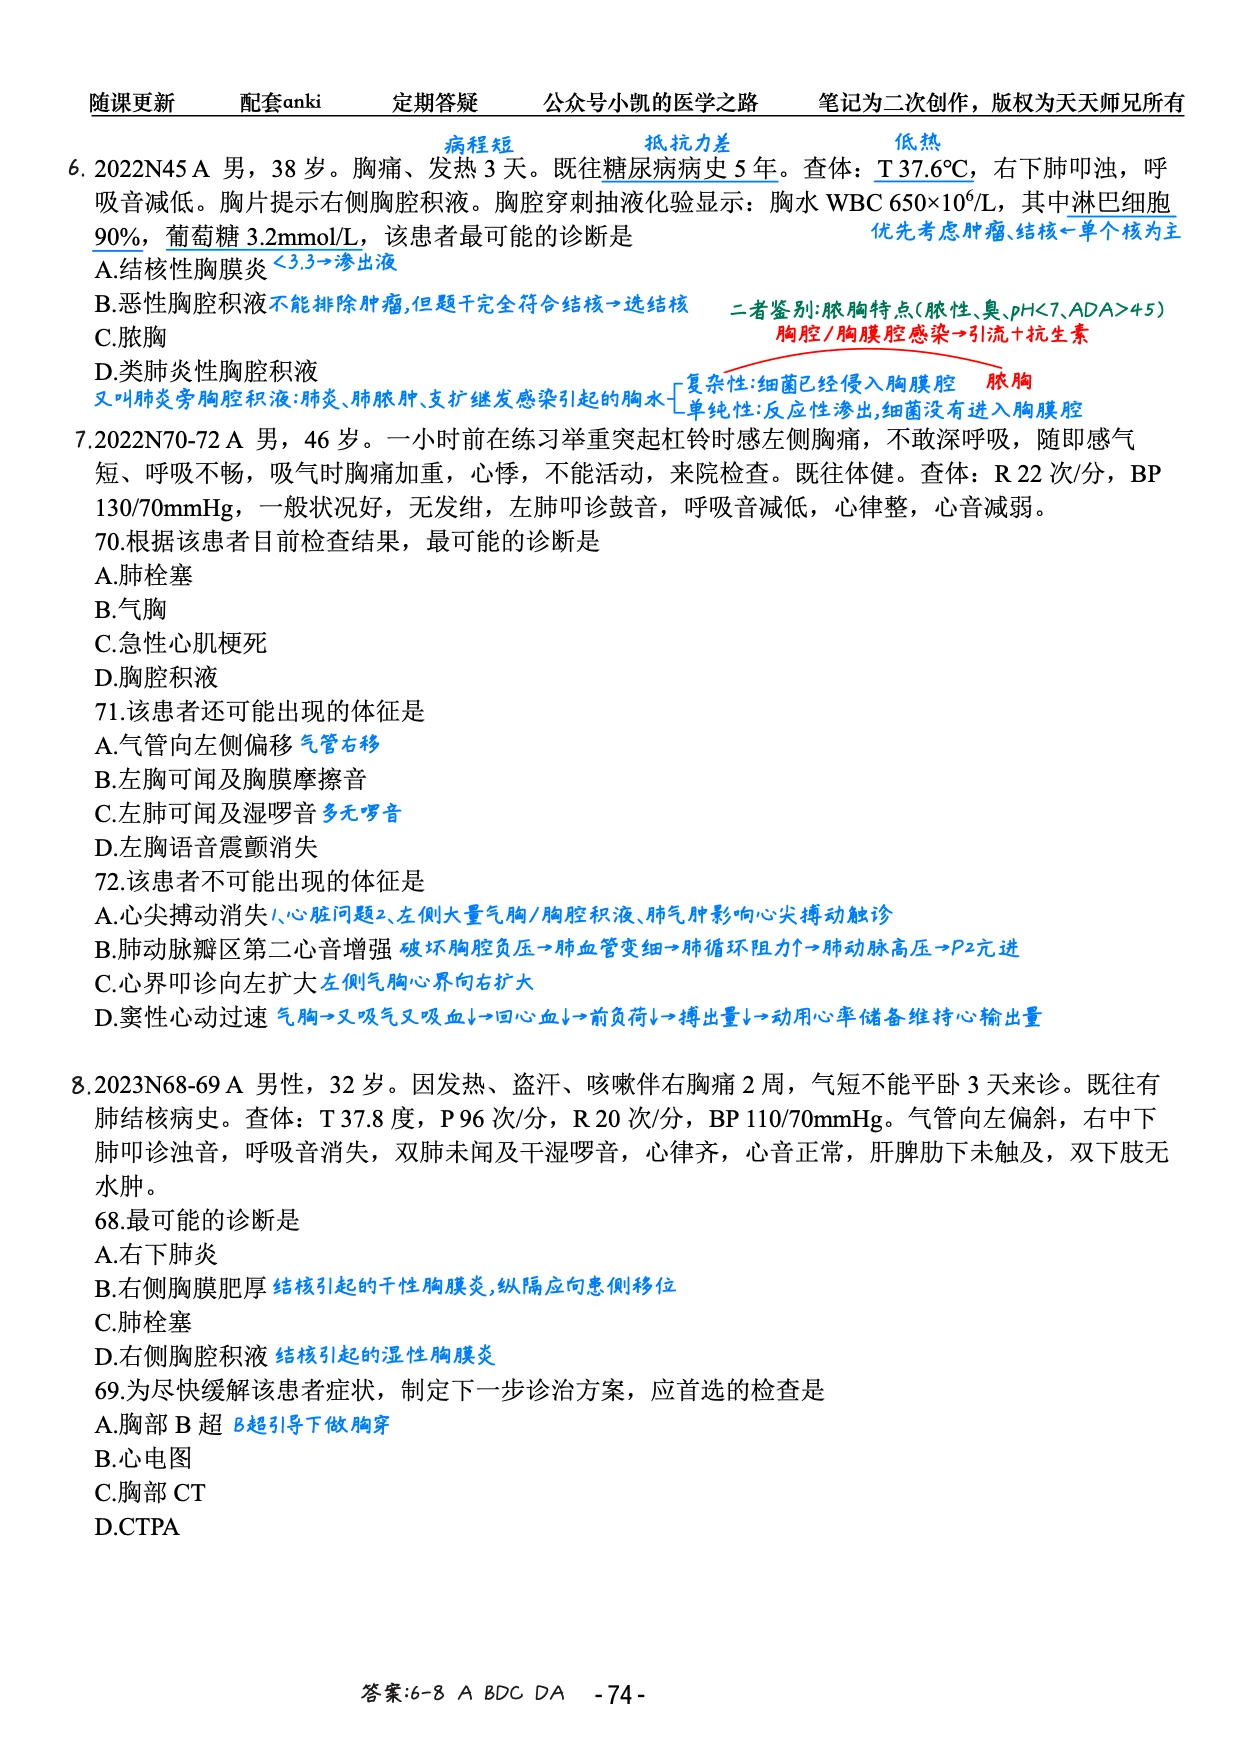 随课更新 配套anki 定期答疑 公众号小凯的医学之路 笔记为二次创作，版权为天天师兄所有
病程短 抵抗力差 低热
6. 2022N45 A 男，38 岁。胸痛、发热 3 天。既往糖尿病病史 5 年。查体：T 37.6℃，右下肺叩浊，呼
吸音减低。胸片提示右侧胸腔积液。胸腔穿刺抽液化验显示：胸水 WBC 650×10⁶/L，其中淋巴细胞
90%，葡萄糖 3.2mmol/L，该患者最可能的诊断是 优先考虑肿瘤、结核←单个核为主
A.结核性胸膜炎 <3.3→渗出液
B.恶性胸腔积液 不能排除肿瘤,但题干完全符合结核→选结核 二者鉴别:脓胸特点(脓性、臭、pH<7、ADA>45)
C.脓胸 胸腔/胸膜腔感染→引流+抗生素
D.类肺炎性胸腔积液 复杂性:细菌已经侵入胸膜腔 脓胸
又叫肺炎旁胸腔积液:肺炎、肺脓肿、支扩继发感染引起的胸水 单纯性:反应性渗出,细菌没有进入胸膜腔
7.2022N70-72 A 男，46 岁。一小时前在练习举重突起杠铃时感左侧胸痛，不敢深呼吸，随即感气
短、呼吸不畅，吸气时胸痛加重，心悸，不能活动，来院检查。既往体健。查体：R 22 次/分，BP
130/70mmHg，一般状况好，无发绀，左肺叩诊鼓音，呼吸音减低，心律整，心音减弱。
70.根据该患者目前检查结果，最可能的诊断是
A.肺栓塞
B.气胸
C.急性心肌梗死
D.胸腔积液
71.该患者还可能出现的体征是
A.气管向左侧偏移 气管右移
B.左胸可闻及胸膜摩擦音
C.左肺可闻及湿啰音 多无啰音
D.左胸语音震颤消失
72.该患者不可能出现的体征是
A.心尖搏动消失 1、心脏问题2、左侧大量气胸/胸腔积液、肺气肿影响心尖搏动触诊
B.肺动脉瓣区第二心音增强 破坏胸腔负压→肺血管变细→肺循环阻力↑→肺动脉高压→P2亢进
C.心界叩诊向左扩大 左侧气胸心界向右扩大
D.窦性心动过速 气胸→又吸气又吸血↓→回心血↓→前负荷↓→搏出量↓→动用心率储备维持心输出量
8.2023N68-69 A 男性，32 岁。因发热、盗汗、咳嗽伴右胸痛 2 周，气短不能平卧 3 天来诊。既往有
肺结核病史。查体：T 37.8 度，P 96 次/分，R 20 次/分，BP 110/70mmHg。气管向左偏斜，右中下
肺叩诊浊音，呼吸音消失，双肺未闻及干湿啰音，心律齐，心音正常，肝脾肋下未触及，双下肢无
水肿。
68.最可能的诊断是
A.右下肺炎
B.右侧胸膜肥厚 结核引起的干性胸膜炎,纵隔应向患侧移位
C.肺栓塞
D.右侧胸腔积液 结核引起的湿性胸膜炎
69.为尽快缓解该患者症状，制定下一步诊治方案，应首选的检查是
A.胸部 B 超 B超引导下做胸穿
B.心电图
C.胸部 CT
D.CTPA
答案:6-8 A BDC DA - 74 -